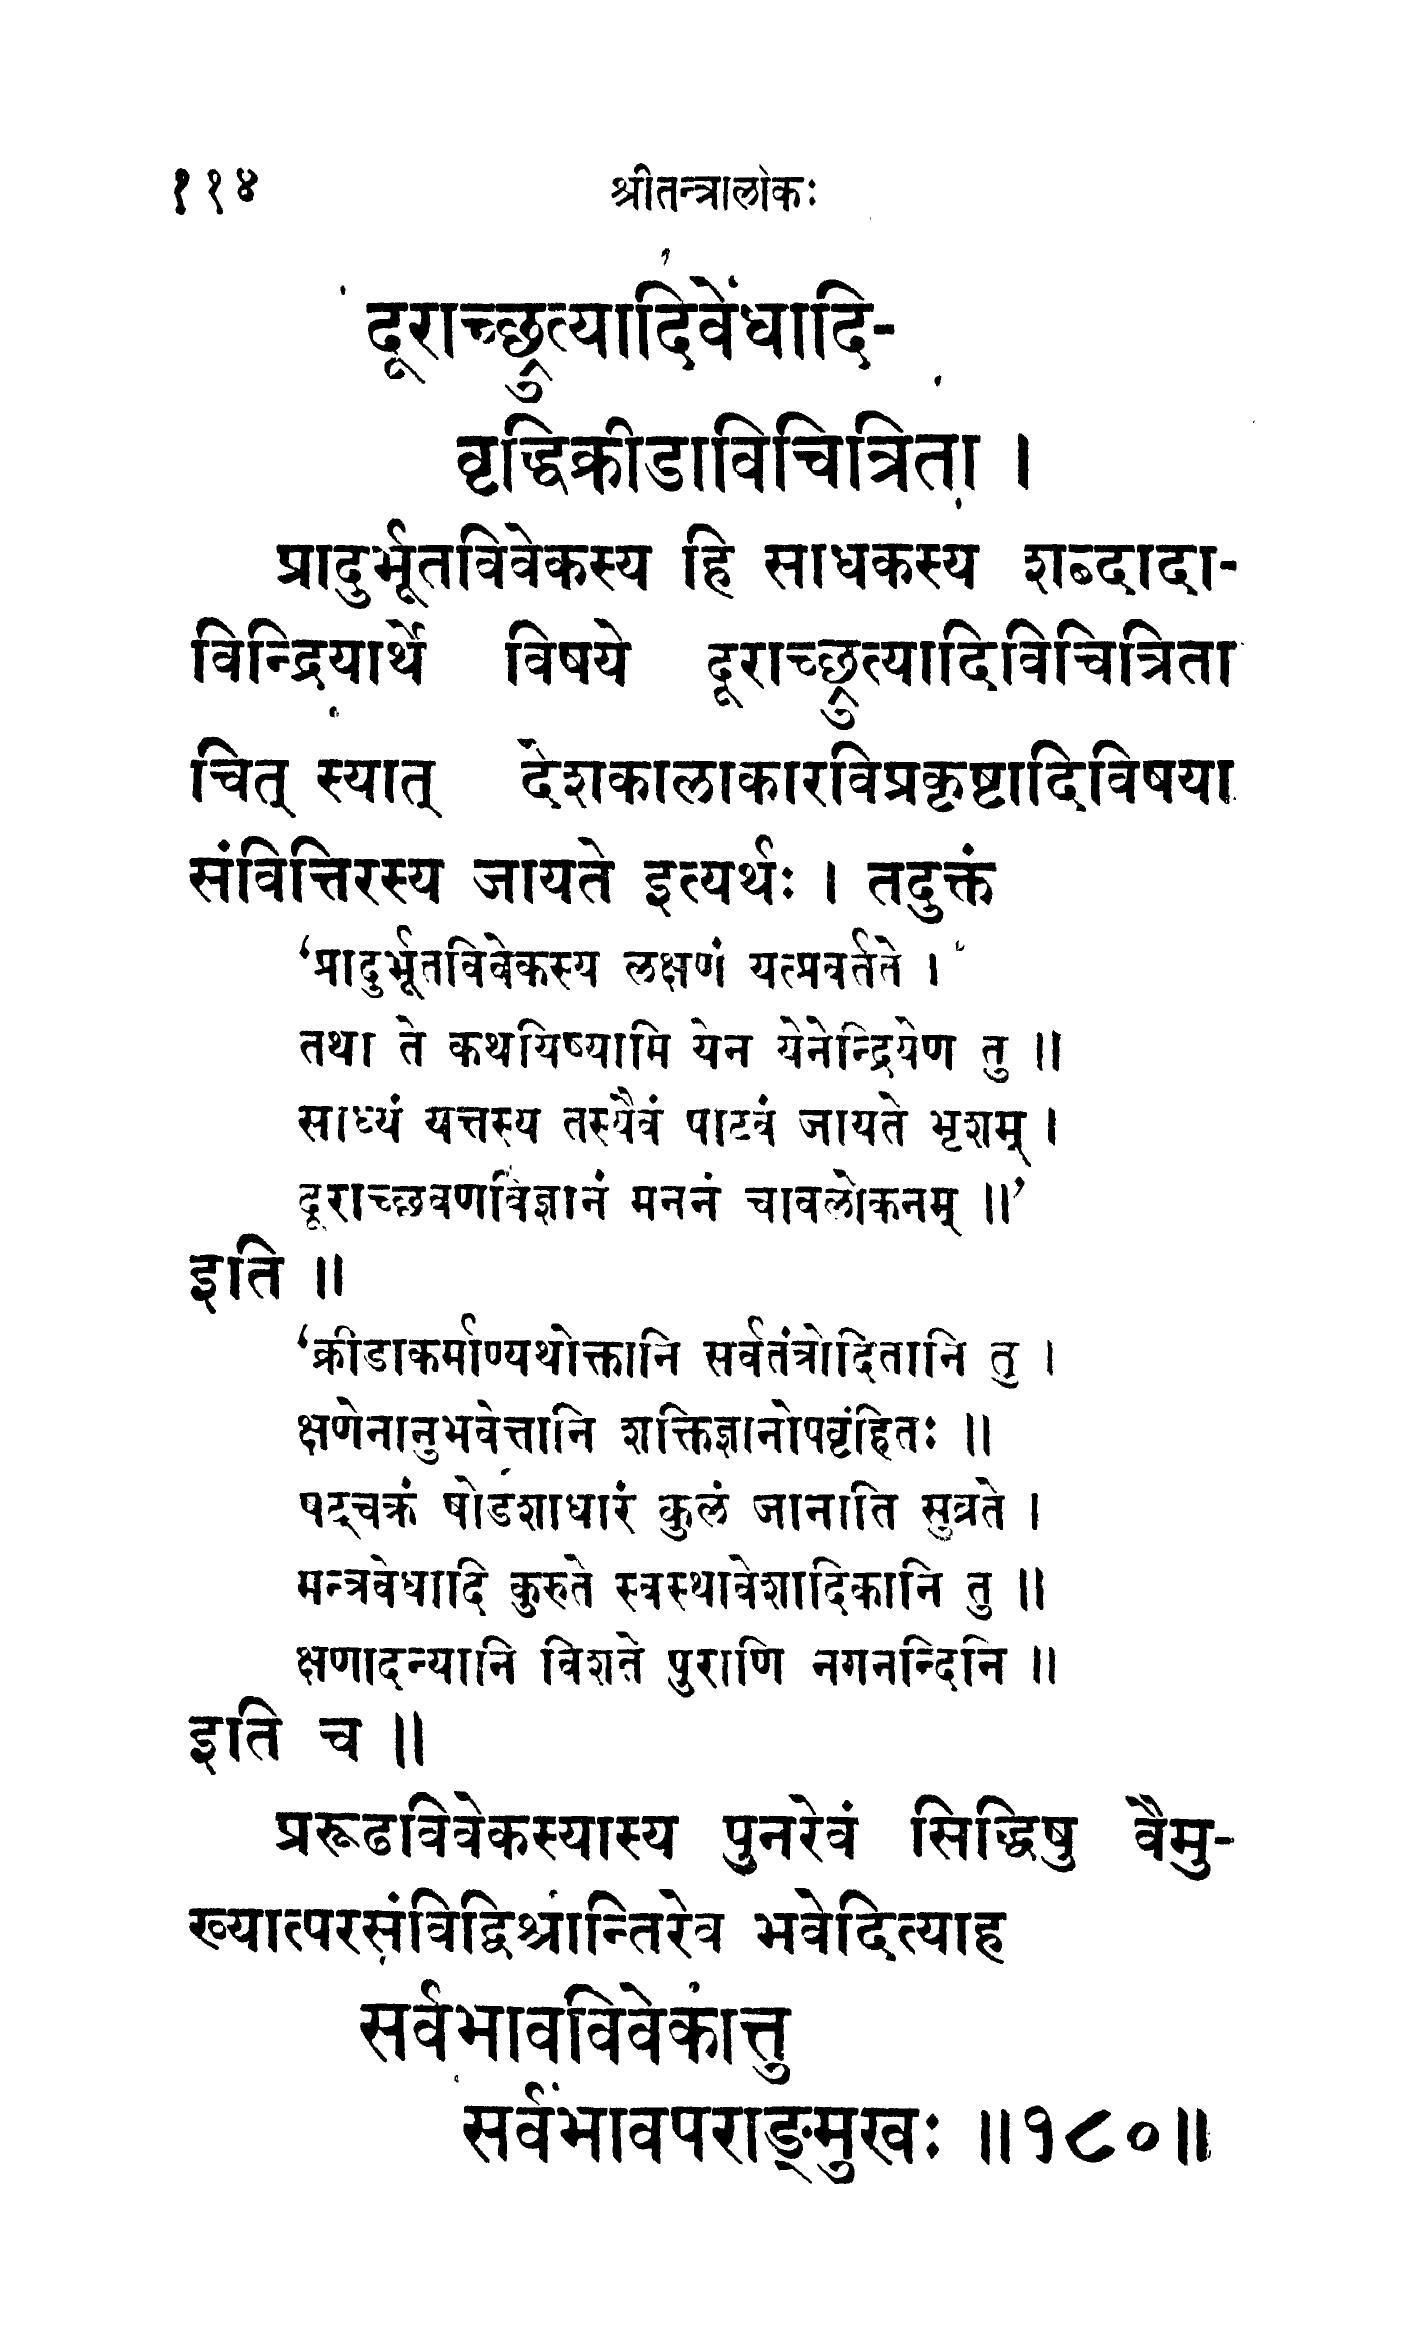 ११४ श्रीतन्त्रालोकः
दूराच्छ्रुत्यादिवेधादि-
वृद्धिक्रीडाविचित्रिता ।
प्रादुर्भूतविवेकस्य हि साधकस्य शब्दादा-
विन्द्रियार्थे विषये दूराच्छ्रुत्यादिविचित्रिता
चित् स्यात् देशकालाकारविप्रकृष्टादिविषया
संवित्तिरस्य जायते इत्यर्थः । तदुक्तं
‘प्रादुर्भूतविवेकस्य लक्षणं यत्प्रवर्तते ।
तथा ते कथयिष्यामि येन येनेन्द्रियेण तु ॥
साध्यं यत्तस्य तस्यैवं पाटवं जायते भृशम् ।
दूराच्छवणविज्ञानं मननं चावलोकनम् ॥’
इति ॥
‘क्रीडाकर्माण्यथोक्तानि सर्वतंत्रोदितानि तु ।
क्षणेनानुभवेत्तानि शक्तिज्ञानोपवृंहितः ॥
षट्चक्रं षोडशाधारं कुलं जानाति सुव्रते ।
मन्त्रवेधादि कुरुते स्वस्थावेशादिकानि तु ॥
क्षणादन्यानि विशते पुराणि नगनन्दिनि ॥
इति च ॥
प्ररूढविवेकस्यास्य पुनरेवं सिद्धिषु वैमु-
ख्यात्परसंविद्विश्रान्तिरेव भवेदित्याह
सर्वभावविवेकात्तु
सर्वभावपराङ्मुखः ॥१८०॥